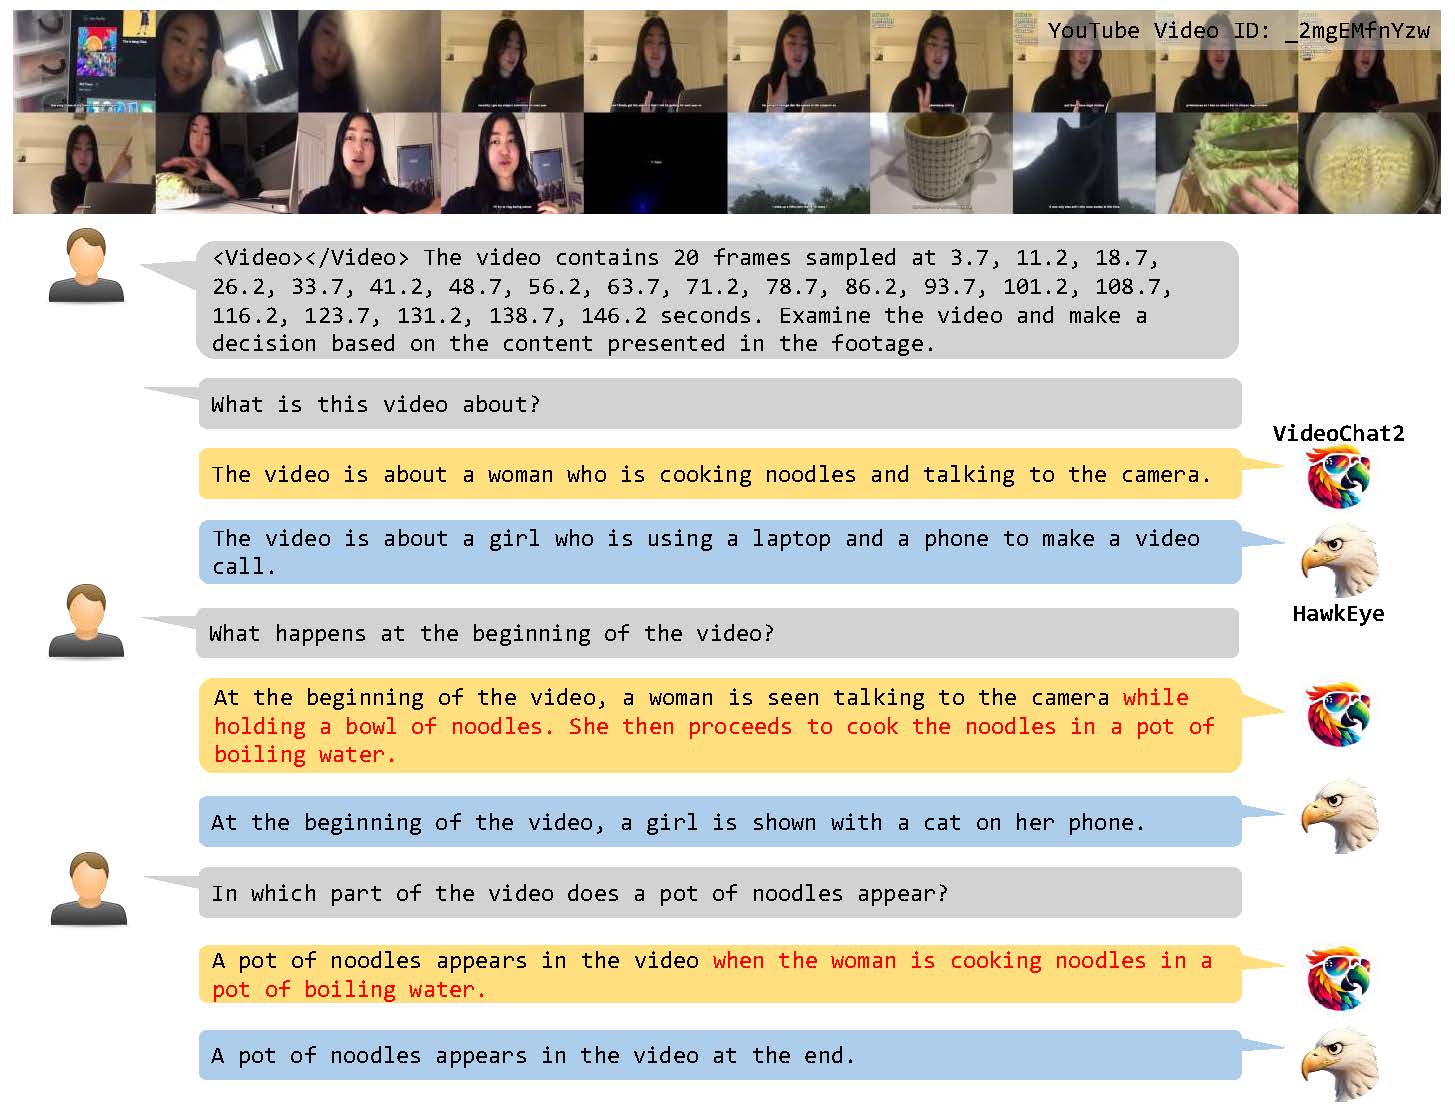 YouTube Video ID: _2mgEMfnYzw
<Video></Video> The video contains 20 frames sampled at 3.7, 11.2, 18.7,
26.2, 33.7, 41.2, 48.7, 56.2, 63.7, 71.2, 78.7, 86.2, 93.7, 101.2, 108.7,
116.2, 123.7, 131.2, 138.7, 146.2 seconds. Examine the video and make a
decision based on the content presented in the footage.
What is this video about?
VideoChat2
The video is about a woman who is cooking noodles and talking to the camera.
The video is about a girl who is using a laptop and a phone to make a video
call.
HawkEye
What happens at the beginning of the video?
At the beginning of the video, a woman is seen talking to the camera while
holding a bowl of noodles. She then proceeds to cook the noodles in a pot of
boiling water.
At the beginning of the video, a girl is shown with a cat on her phone.
In which part of the video does a pot of noodles appear?
A pot of noodles appears in the video when the woman is cooking noodles in a
pot of boiling water.
A pot of noodles appears in the video at the end.